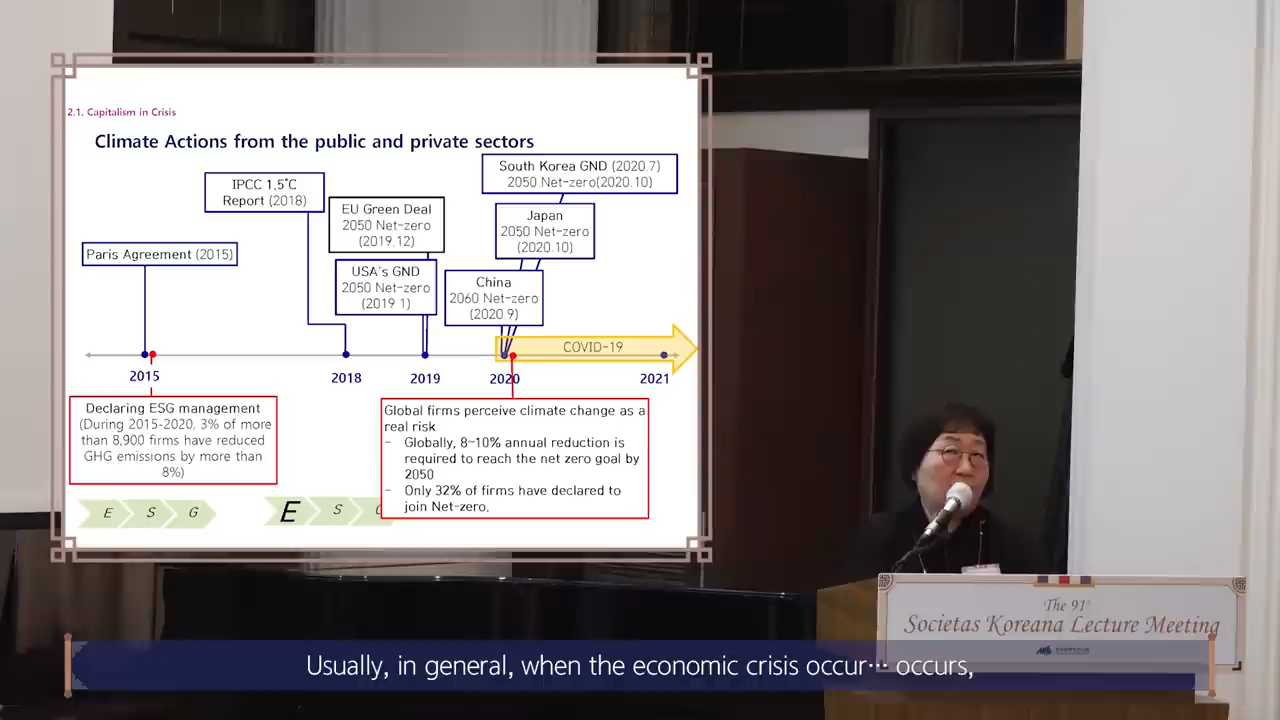 2.1. Capitalism in Crisis
Climate Actions from the public and private sectors
Paris Agreement (2015)
IPCC 1.5°C
Report (2018)
EU Green Deal
2050 Net-zero
(2019.12)
USA's GND
2050 Net-zero
(2019 1)
South Korea GND (2020.7)
2050 Net-zero(2020.10)
Japan
2050 Net-zero
(2020.10)
China
2060 Net-zero
(2020.9)
COVID-19
2015
2018
2019
2020
2021
Declaring ESG management
(During 2015-2020, 3% of more
than 8,900 firms have reduced
GHG emissions by more than
8%)
Global firms perceive climate change as a
real risk
- Globally, 8~10% annual reduction is
required to reach the net zero goal by
2050
- Only 32% of firms have declared to
join Net-zero.
E S G
E S
The 91st
Societas Koreana Lecture Meeting
Usually, in general, when the economic crisis occur… occurs,